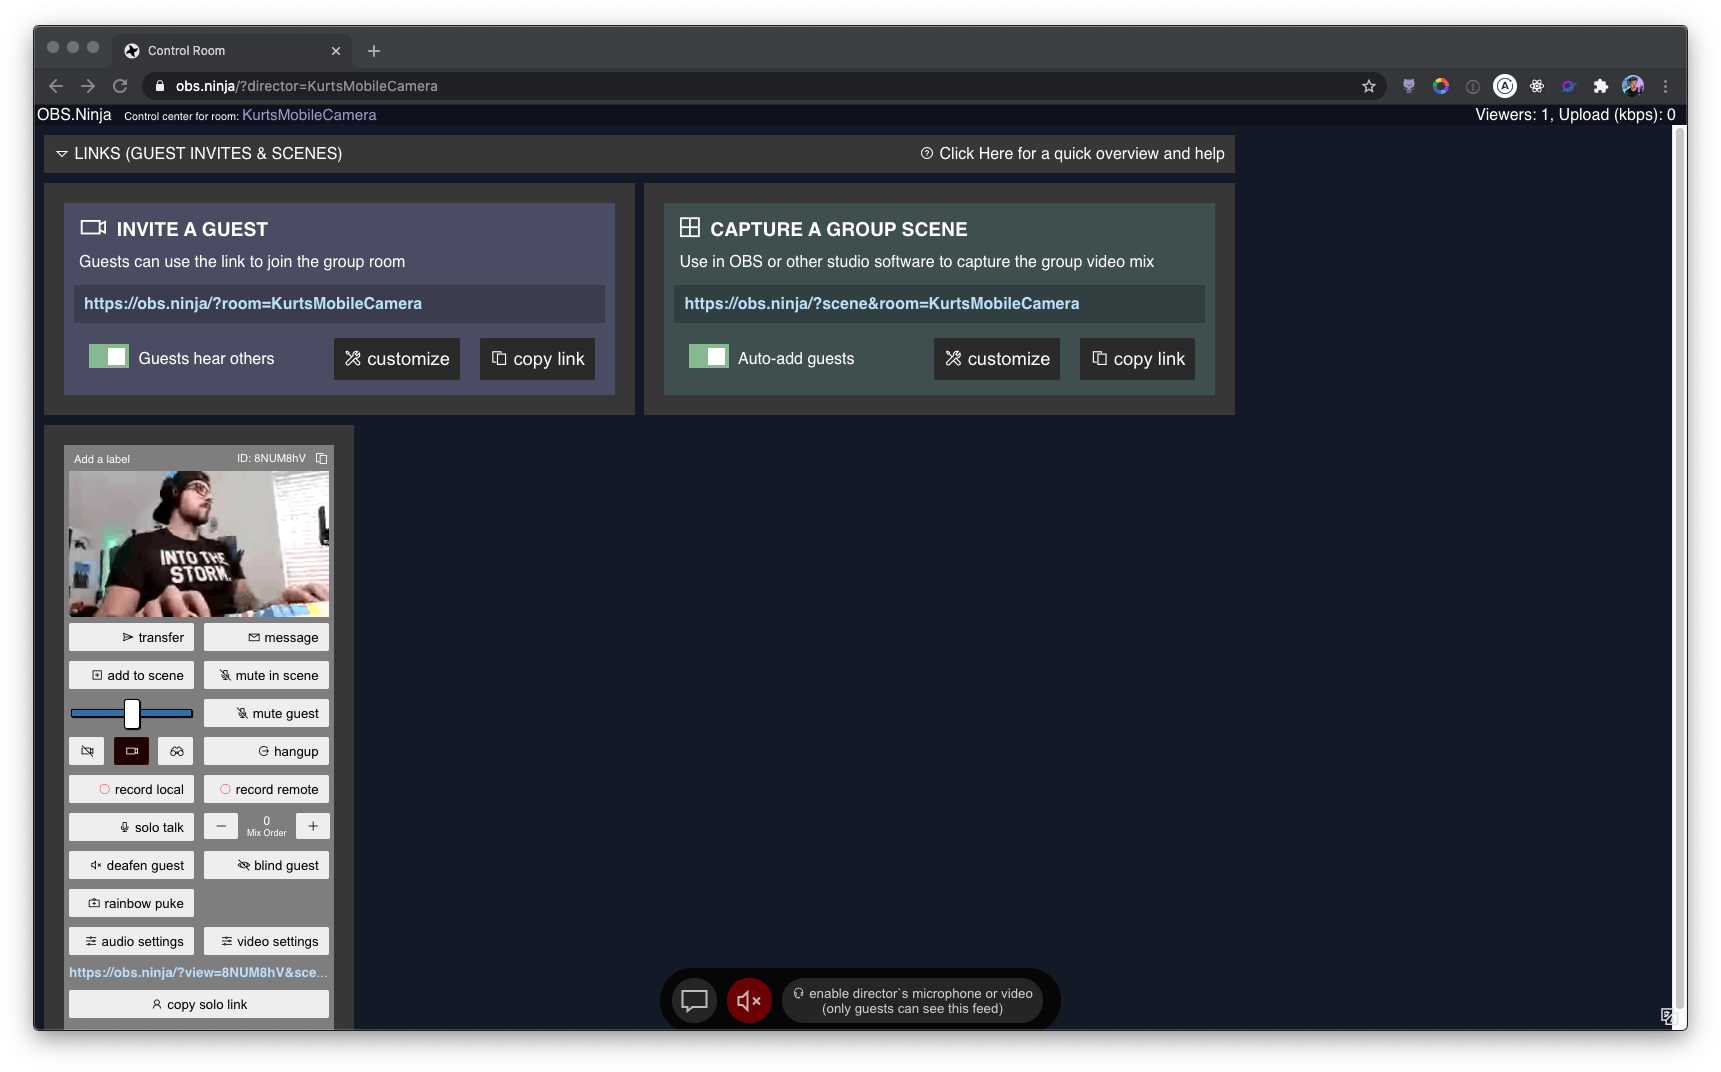 Control Room
obs.ninja/?director=KurtsMobileCamera
OBS.Ninja Control center for room: KurtsMobileCamera
Viewers: 1, Upload (kbps): 0
LINKS (GUEST INVITES & SCENES)
Click Here for a quick overview and help
INVITE A GUEST
Guests can use the link to join the group room
https://obs.ninja/?room=KurtsMobileCamera
Guests hear others
customize
copy link
CAPTURE A GROUP SCENE
Use in OBS or other studio software to capture the group video mix
https://obs.ninja/?scene&room=KurtsMobileCamera
Auto-add guests
customize
copy link
Add a label
ID: 8NUM8hV
INTO THE
STORM.
transfer
message
add to scene
mute in scene
mute guest
hangup
record local
record remote
solo talk
0
Mix Order
deafen guest
blind guest
rainbow puke
audio settings
video settings
https://obs.ninja/?view=8NUM8hV&sce...
copy solo link
enable director`s microphone or video
(only guests can see this feed)